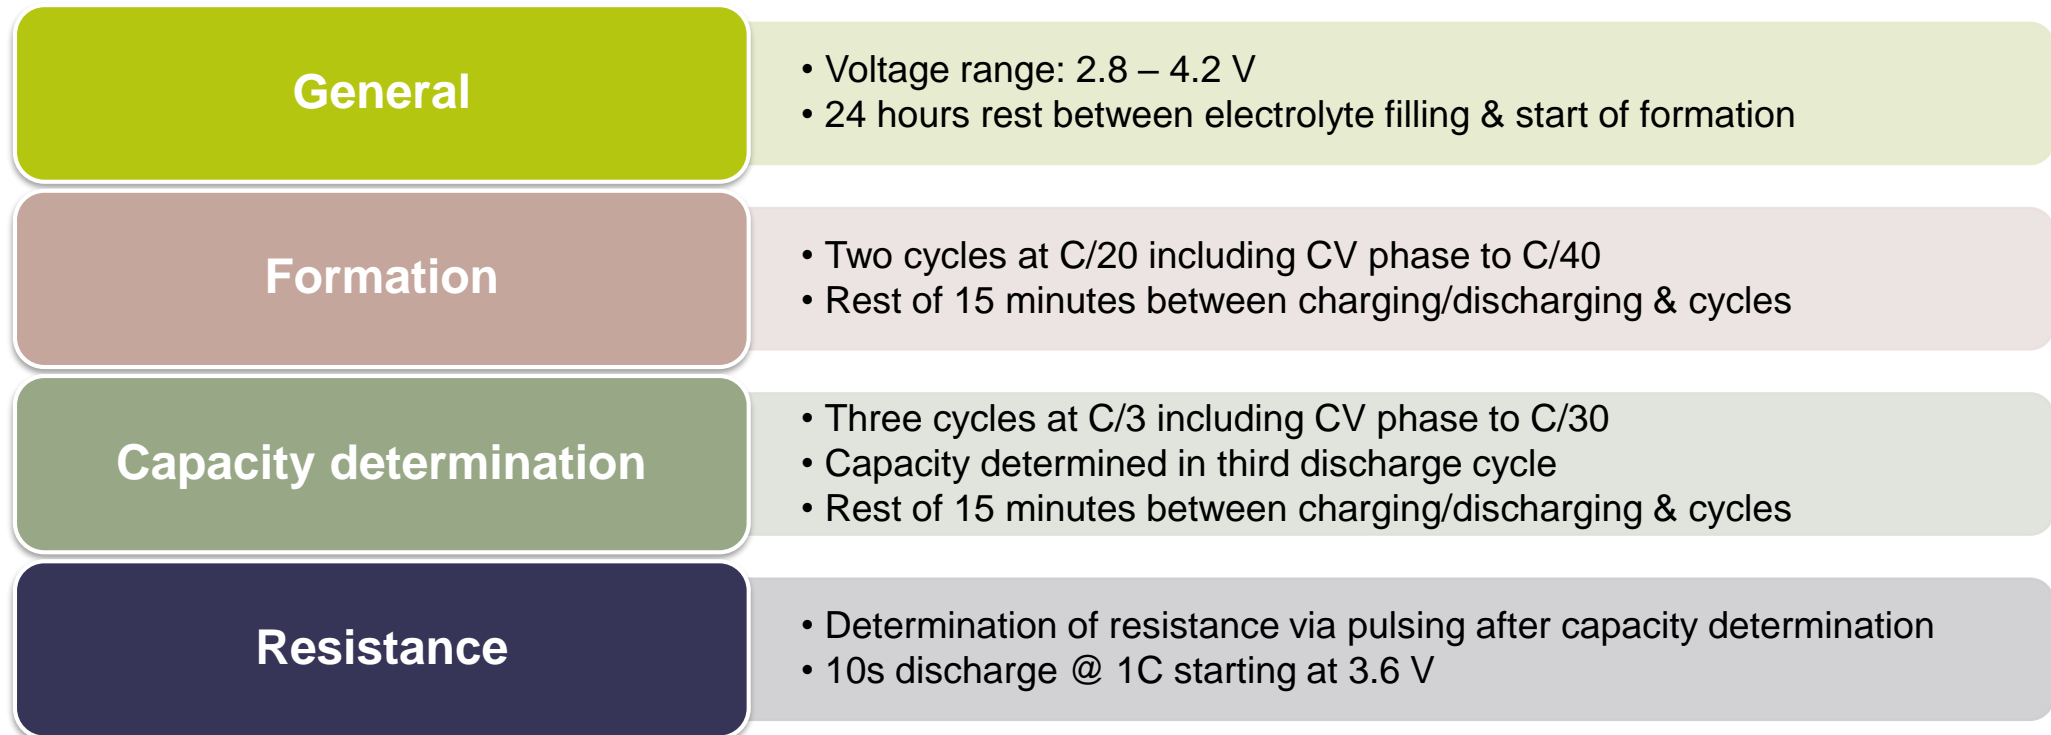 General
• Voltage range: 2.8 – 4.2 V
• 24 hours rest between electrolyte filling & start of formation
Formation
• Two cycles at C/20 including CV phase to C/40
• Rest of 15 minutes between charging/discharging & cycles
Capacity determination
• Three cycles at C/3 including CV phase to C/30
• Capacity determined in third discharge cycle
• Rest of 15 minutes between charging/discharging & cycles
Resistance
• Determination of resistance via pulsing after capacity determination
• 10s discharge @ 1C starting at 3.6 V